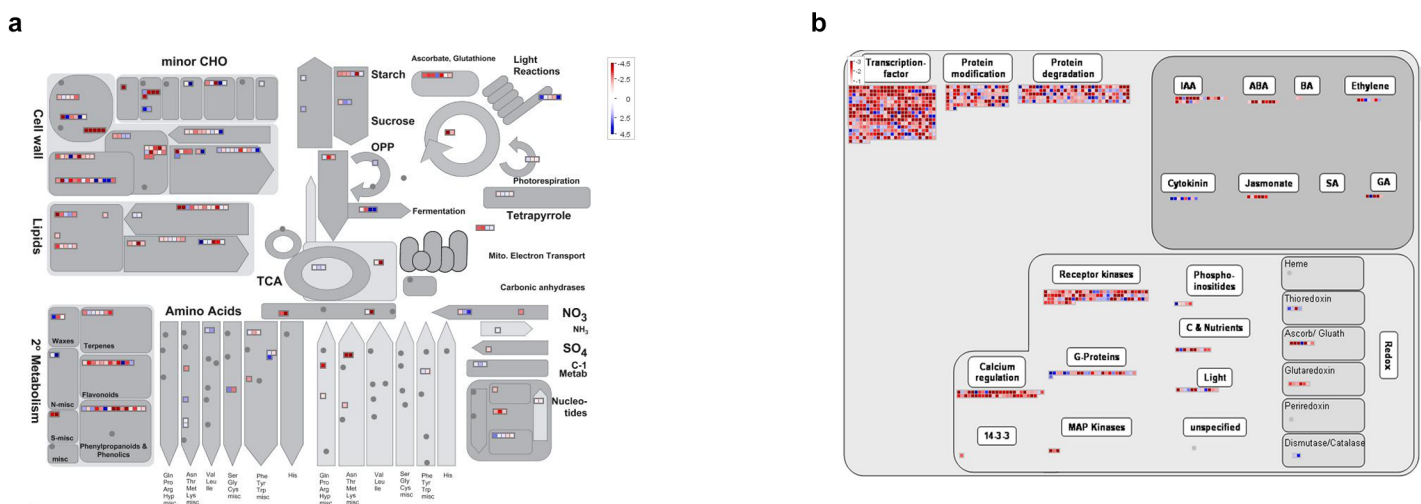 a
minor CHO
Cell wall
Lipids
2º Metabolism
Starch
Sucrose
OPP
Ascorbate, Glutathione
Light
Reactions
-4.5
-2
0
2
4.5
Photorespiration
Tetrapyrrole
Fermentation
Mito. Electron Transport
TCA
Carbonic anhydrases
Amino Acids
NO3
NH3
SO4
C-1
Metab
Nucleo-
tides
Waxes
Terpenes
Flavonoids
N-misc
S-misc
misc
Phenylpropanoids &
Phenolics
Gln
Pro
Arg
Hyp
misc
Asn
Thr
Met
Lys
misc
Val
Leu
Ile
Ser
Gly
Cys
misc
Phe
Tyr
Trp
misc
His
Gln
Pro
Arg
Hyp
misc
Asn
Thr
Met
Lys
misc
Val
Leu
Ile
Ser
Gly
Cys
misc
Phe
Tyr
Trp
misc
His
b
-3
-2
-1
Transcription-
factor
Protein
modification
Protein
degradation
IAA
ABA
BA
Ethylene
Cytokinin
Jasmonate
SA
GA
Receptor kinases
Phospho-
inositides
C & Nutrients
G-Proteins
Light
Calcium
regulation
14-3-3
MAP Kinases
unspecified
Heme
Thioredoxin
Ascorb/ Gluath
Glutaredoxin
Periredoxin
Dismutase/Catalase
Redox